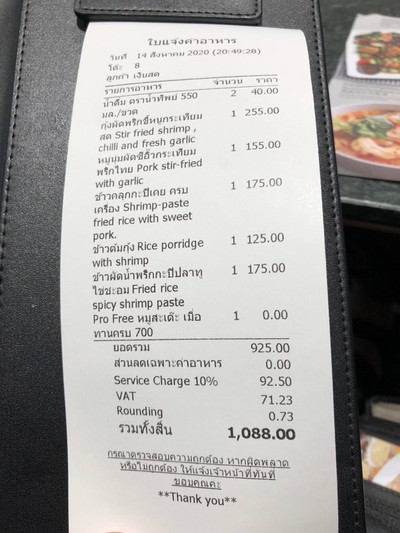 ใบแจ้งค่าอาหาร
วันที่ 14 สิงหาคม 2020 (20:49:28)
โต๊ะ 8
ลูกค้า เงินสด
รายการอาหาร จำนวน ราคา
น้ำดื่ม ตราน้ำทิพย์ 550 2 40.00
มล./ขวด
กุ้งผัดพริกขี้หนูกระเทียม 1 255.00
สด Stir fried shrimp ,
chilli and fresh garlic
หมูนุ่มผัดซีอิ้วกระเทียม 1 155.00
พริกไทย Pork stir-fried
with garlic
ข้าวคลุกกะปิเคย ครบ 1 175.00
เครื่อง Shrimp-paste
fried rice with sweet
pork.
ข้าวต้มกุ้ง Rice porridge 1 125.00
with shrimp
ข้าวผัดน้ำพริกกะปิปลาทู 1 175.00
ไข่ชะอม Fried rice
spicy shrimp paste
Pro Free หมูสะเต๊ะ เมื่อ 1 0.00
ทานครบ 700
ยอดรวม 925.00
ส่วนลดเฉพาะค่าอาหาร 0.00
Service Charge 10% 92.50
VAT 71.23
Rounding 0.73
รวมทั้งสิ้น 1,088.00
กรุณาตรวจสอบความถูกต้อง หากผิดพลาด
หรือไม่ถูกต้อง ให้แจ้งเจ้าหน้าที่ทันที
ขอบคุณค่ะ
**Thank you**